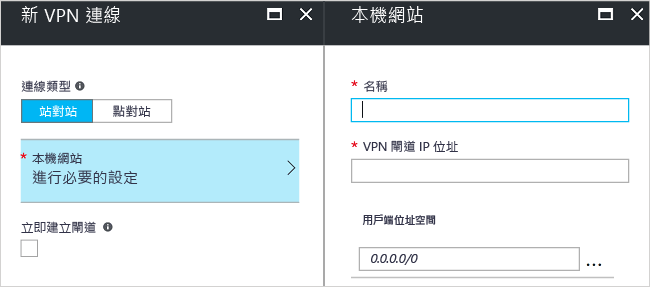 新 VPN 連線
連線類型
站對站
點對站
* 本機網站
進行必要的設定
立即建立閘道
本機網站
* 名稱
* VPN 閘道 IP 位址
用戶端位址空間
0.0.0.0/0
...